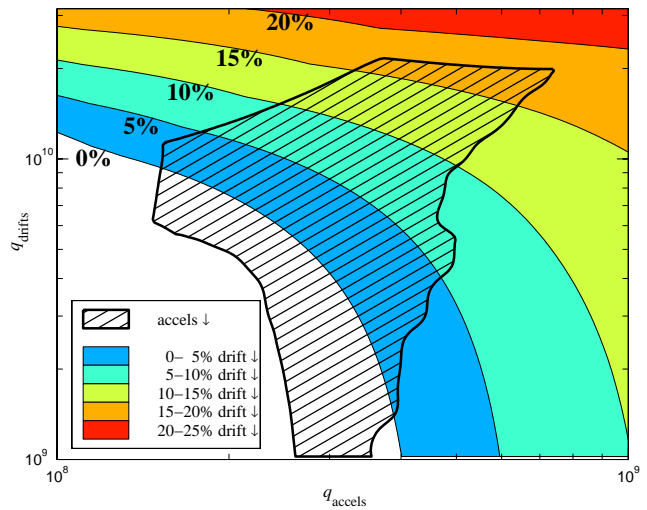 20%
15%
10%
5%
0%
10^10
q_drifts
accels ↓
0– 5% drift ↓
5–10% drift ↓
10–15% drift ↓
15–20% drift ↓
20–25% drift ↓
10^9
10^8
10^9
q_accels